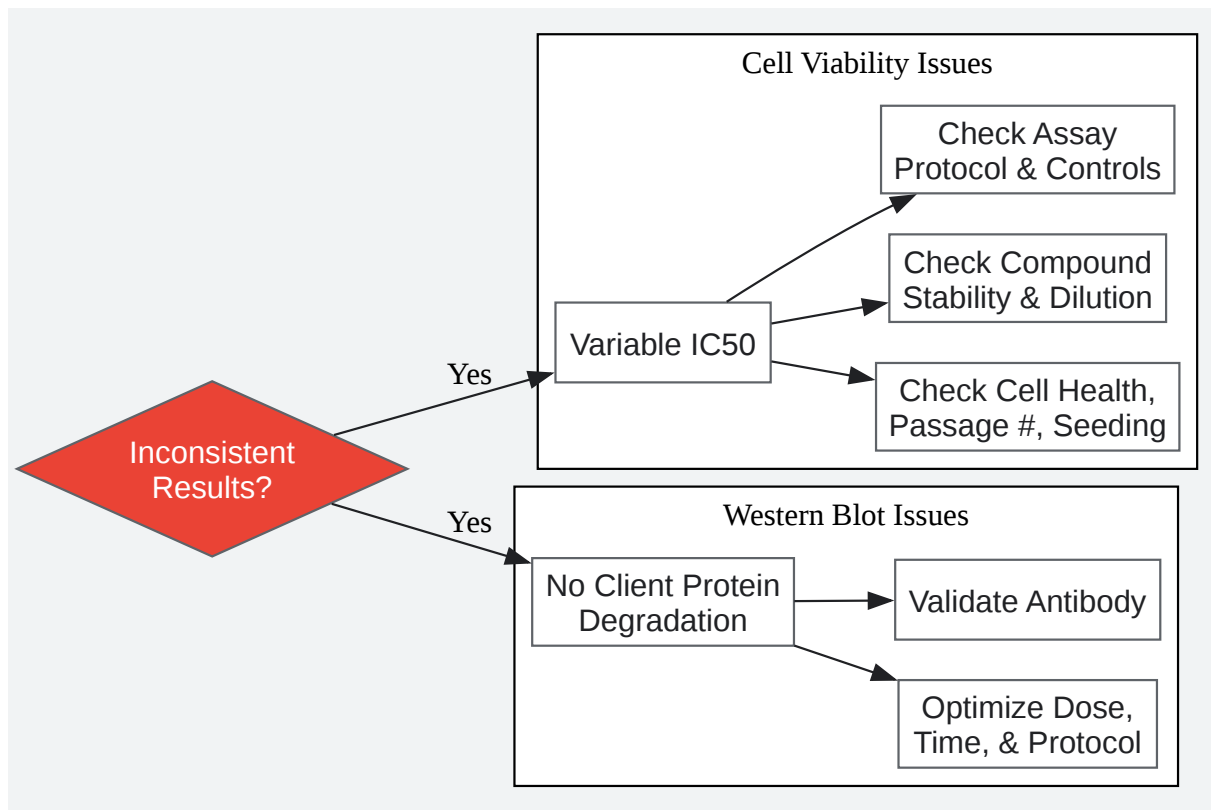 Cell Viability Issues
Check Assay
Protocol & Controls
Check Compound
Stability & Dilution
Variable IC50
Check Cell Health,
Passage #, Seeding
Yes
Inconsistent
Results?
Yes
Western Blot Issues
No Client Protein
Degradation
Validate Antibody
Optimize Dose,
Time, & Protocol